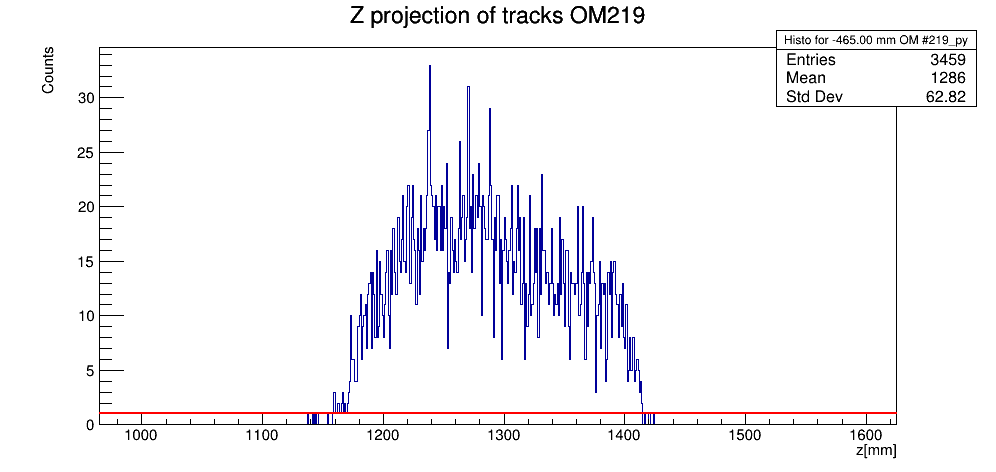 Z projection of tracks OM219
Histo for -465.00 mm OM #219_py
Entries 3459
Mean 1286
Std Dev 62.82
Counts
30
25
20
15
10
5
0
1000 1100 1200 1300 1400 1500 1600
z[mm]